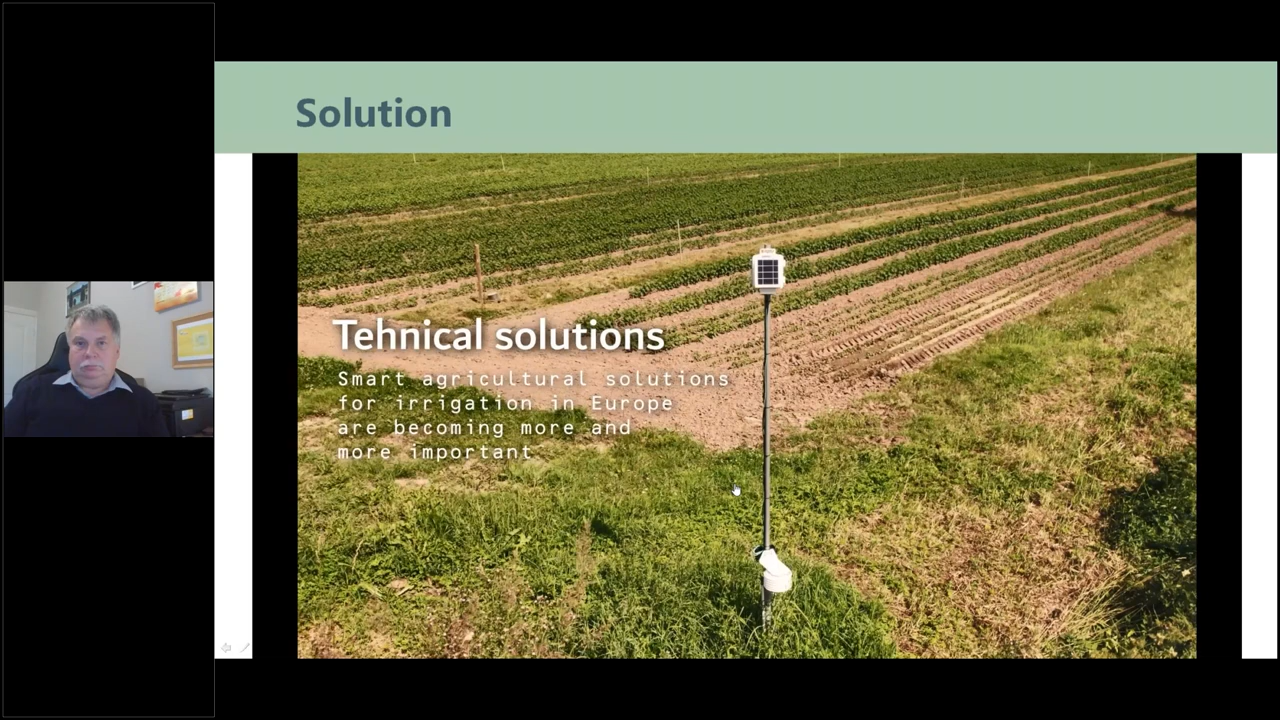 Solution
Tehnical solutions
Smart agricultural solutions
for irrigation in Europe
are becoming more and
more important